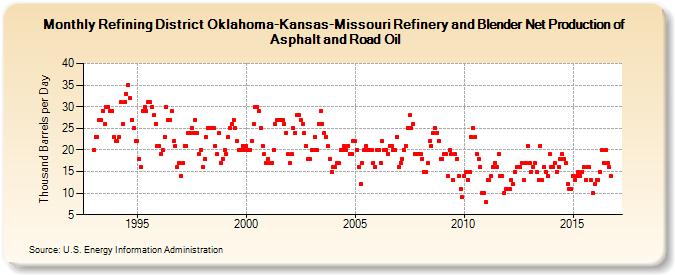 Monthly Refining District Oklahoma-Kansas-Missouri Refinery and Blender Net Production of
Asphalt and Road Oil
Thousand Barrels per Day
40
35
30
25
20
15
10
5
1995 2000 2005 2010 2015
Source: U.S. Energy Information Administration